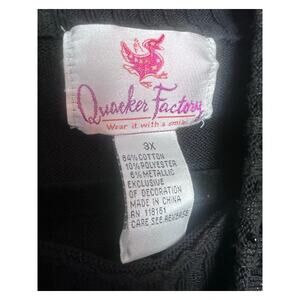 Quacker Factory
Wear it with a smile!
3X
84% COTTON
10% POLYESTER
6% METALLIC
EXCLUSIVE
OF DECORATION
MADE IN CHINA
RN 118151
CARE SEE REVERSE